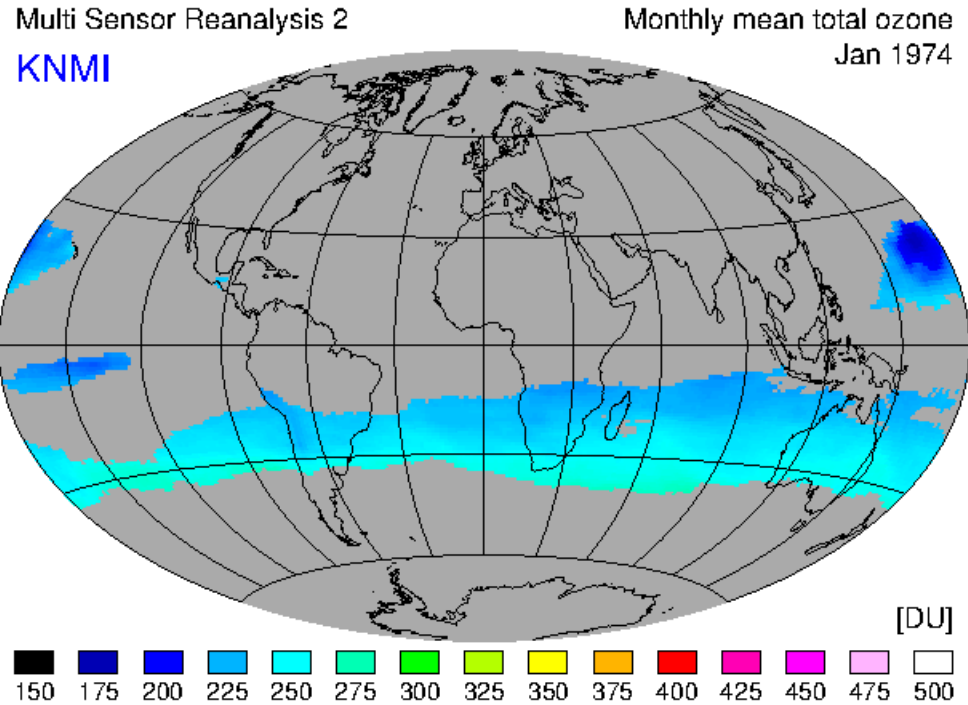 Multi Sensor Reanalysis 2
Monthly mean total ozone
KNMI
Jan 1974
[DU]
150 175 200 225 250 275 300 325 350 375 400 425 450 475 500